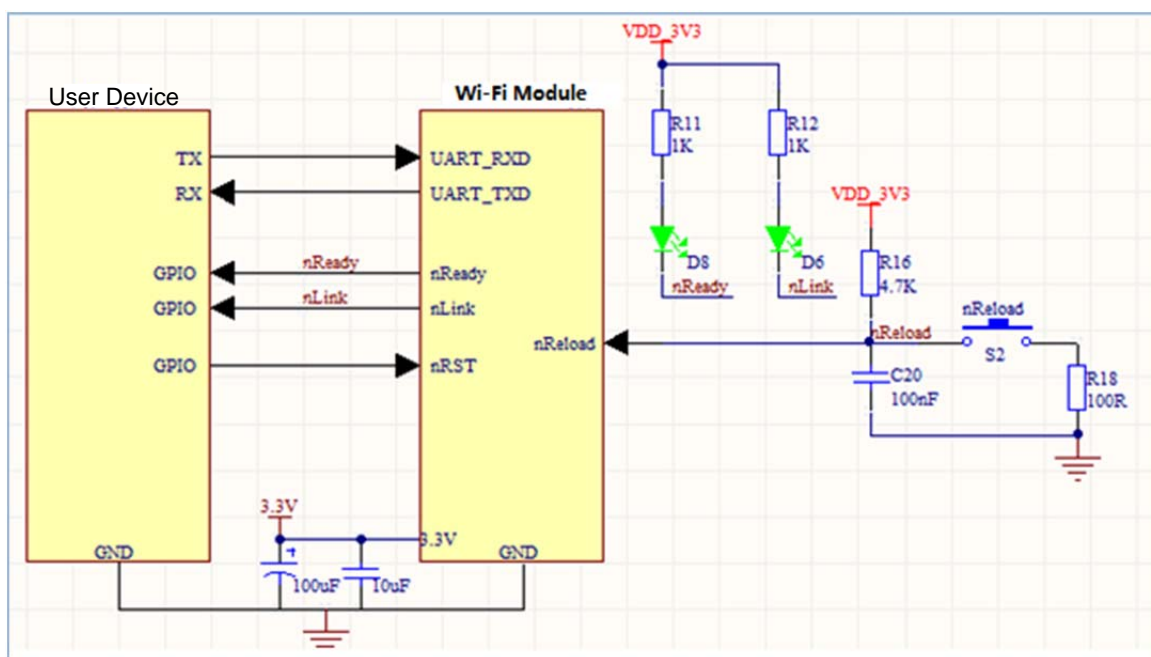 VDD_3V3
User Device
Wi-Fi Module
R11
1K
R12
1K
TX
UART_RXD
RX
UART_TXD
VDD_3V3
D8
D6
R16
4.7K
GPIO
nReady
nReady
nReady
nLink
GPIO
nLink
nLink
nReload
nReload
nReload
S2
GPIO
nRST
C20
100nF
R18
100R
3.3V
3.3V
GND
GND
+
100uF
10uF